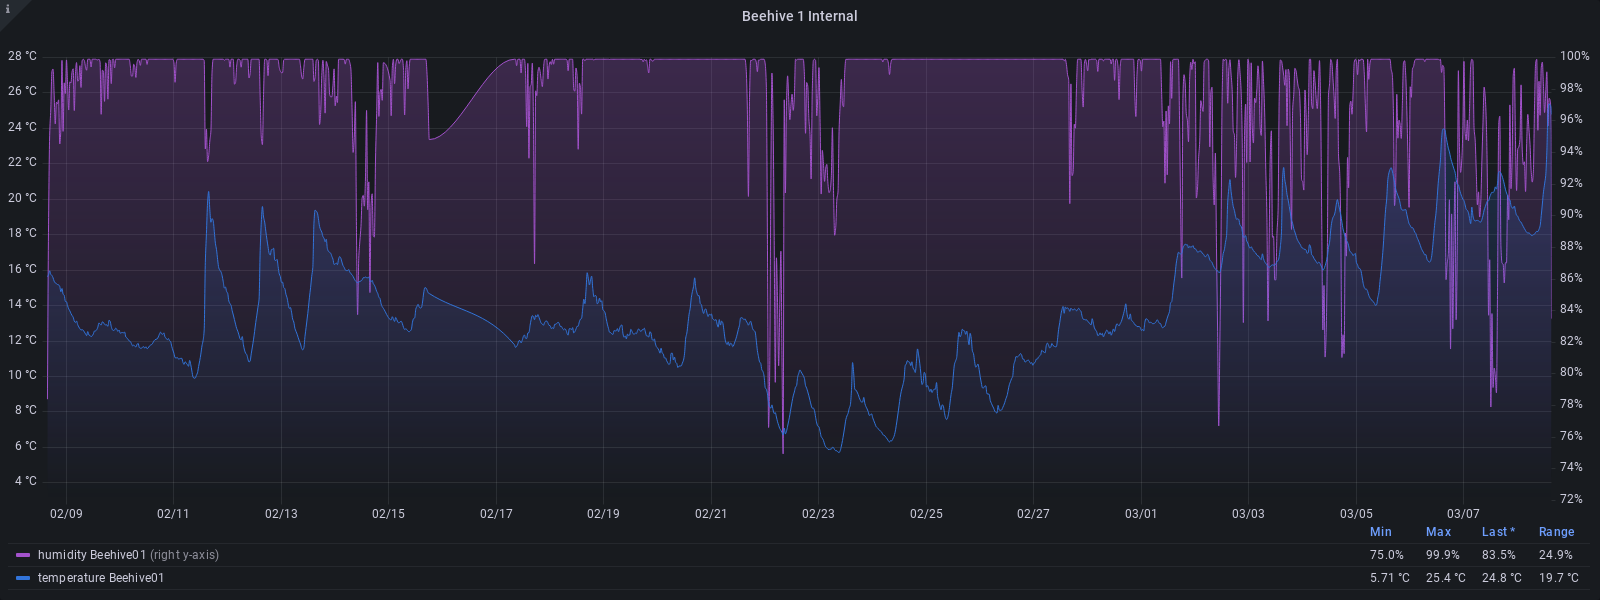 i
Beehive 1 Internal
28 °C
26 °C
24 °C
22 °C
20 °C
18 °C
16 °C
14 °C
12 °C
10 °C
8 °C
6 °C
4 °C
100%
98%
96%
94%
92%
90%
88%
86%
84%
82%
80%
78%
76%
74%
72%
02/09 02/11 02/13 02/15 02/17 02/19 02/21 02/23 02/25 02/27 03/01 03/03 03/05 03/07
Min Max Last * Range
humidity Beehive01 (right y-axis) 75.0% 99.9% 83.5% 24.9%
temperature Beehive01 5.71 °C 25.4 °C 24.8 °C 19.7 °C